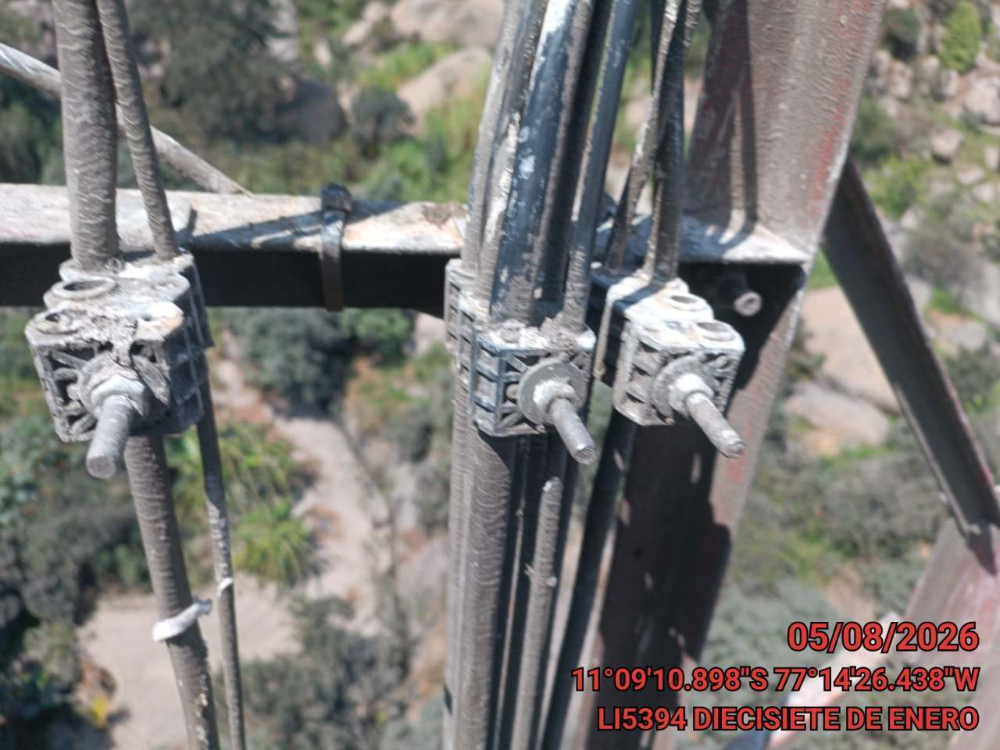 05/08/2026
11°09'10.898"S 77°14'26.438"W
LI5394 DIECISIETE DE ENERO